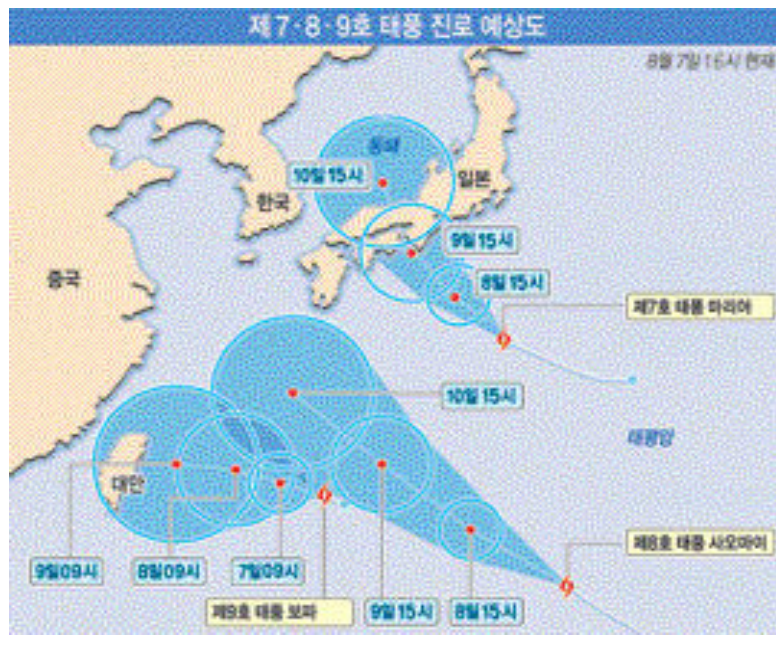 제 7·8·9호 태풍 진로 예상도
8월 7일 16시 현재
동해
10일 15시
일본
한국
9일 15시
중국
8일 15시
제7호 태풍 마리아
10일 15시
태평양
대만
제8호 태풍 사오마이
9일 09시
8일 09시
7일 09시
제9호 태풍 보파
9일 15시
8일 15시